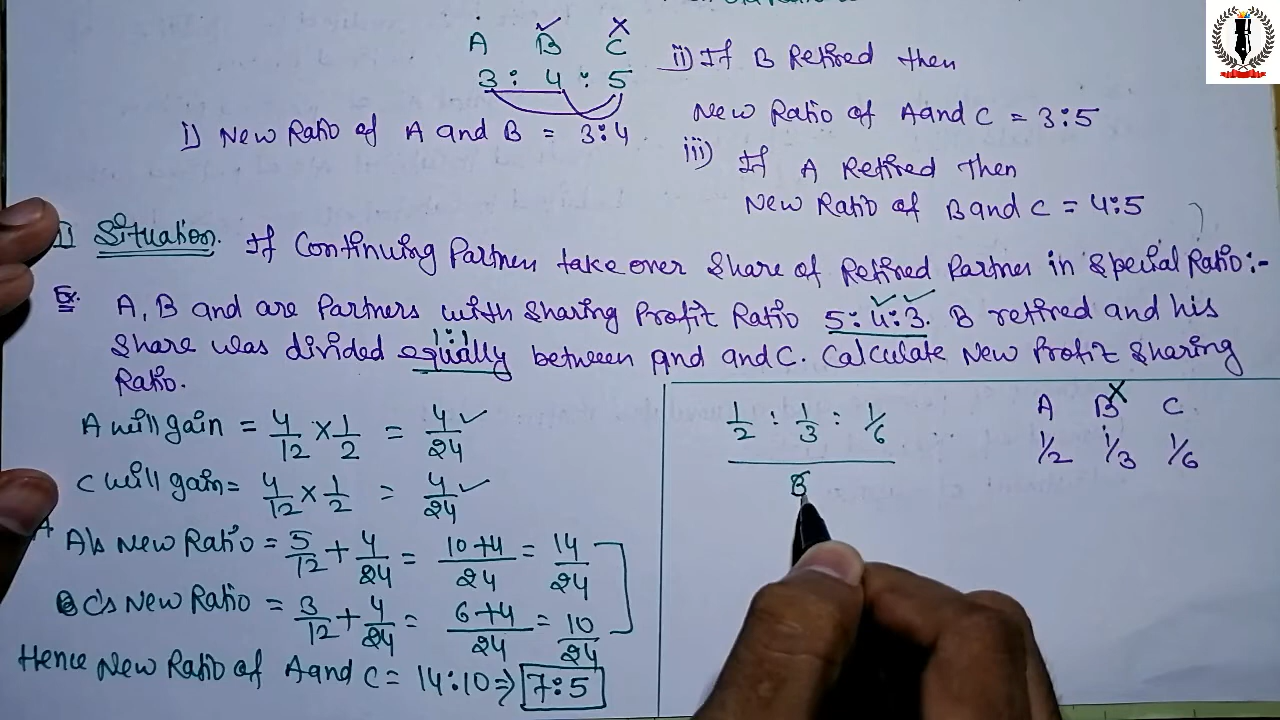 A B C
3 : 4 : 5
i) New Ratio of A and B = 3:4
ii) If B Retired then
New Ratio of A and C = 3:5
iii) If A Retired Then
New Ratio of B and C = 4:5
Situation. If Continuing Partner take over Share of Retired Partner in Special Ratio:-
Ex. A, B and are Partners with Sharing Profit Ratio 5:4:3. B retired and his
1:1
Share was divided equally between And and C. Calculate New Profit Sharing
Ratio.
A will gain = 4/12 × 1/2 = 4/24
C will gain = 4/12 × 1/2 = 4/24
A's New Ratio = 5/12 + 4/24 = 10+4/24 = 14/24
C's New Ratio = 3/12 + 4/24 = 6+4/24 = 10/24
Hence New Ratio of A and C = 14:10 ⇒ 7:5
1/2 : 1/3 : 1/6
A B C
1/2 1/3 1/6